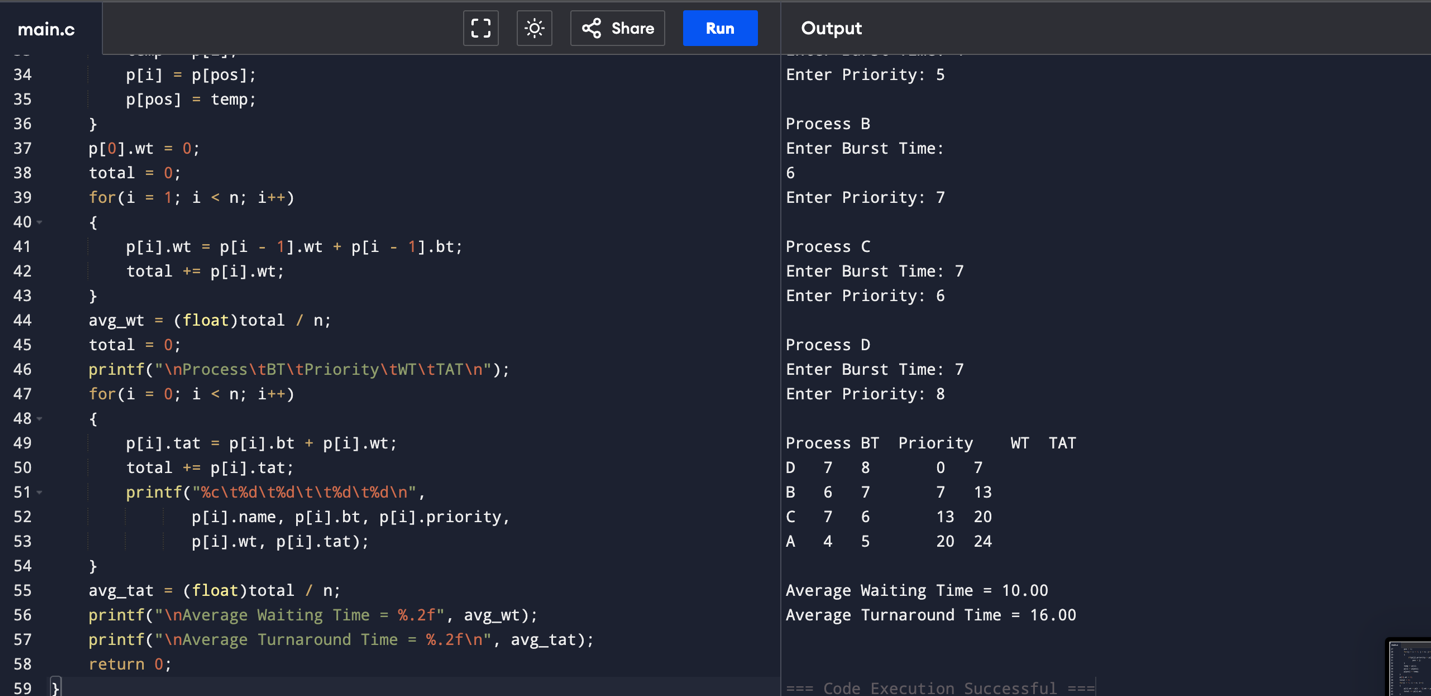 main.c
Share
Run
Output
34 p[i] = p[pos];
35 p[pos] = temp;
36 }
37 p[0].wt = 0;
38 total = 0;
39 for(i = 1; i < n; i++)
40 {
41 p[i].wt = p[i - 1].wt + p[i - 1].bt;
42 total += p[i].wt;
43 }
44 avg_wt = (float)total / n;
45 total = 0;
46 printf("\nProcess\tBT\tPriority\tWT\tTAT\n");
47 for(i = 0; i < n; i++)
48 {
49 p[i].tat = p[i].bt + p[i].wt;
50 total += p[i].tat;
51 printf("%c\t%d\t%d\t\t%d\t%d\n",
52 p[i].name, p[i].bt, p[i].priority,
53 p[i].wt, p[i].tat);
54 }
55 avg_tat = (float)total / n;
56 printf("\nAverage Waiting Time = %.2f", avg_wt);
57 printf("\nAverage Turnaround Time = %.2f\n", avg_tat);
58 return 0;
59 }
Enter Priority: 5
Process B
Enter Burst Time:
6
Enter Priority: 7
Process C
Enter Burst Time: 7
Enter Priority: 6
Process D
Enter Burst Time: 7
Enter Priority: 8
Process BT Priority WT TAT
D 7 8 0 7
B 6 7 7 13
C 7 6 13 20
A 4 5 20 24
Average Waiting Time = 10.00
Average Turnaround Time = 16.00
=== Code Execution Successful ===